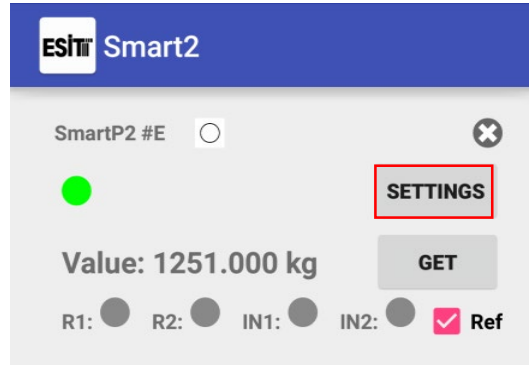 ESİT Smart2
SmartP2 #E
SETTINGS
Value: 1251.000 kg GET
R1: R2: IN1: IN2: Ref